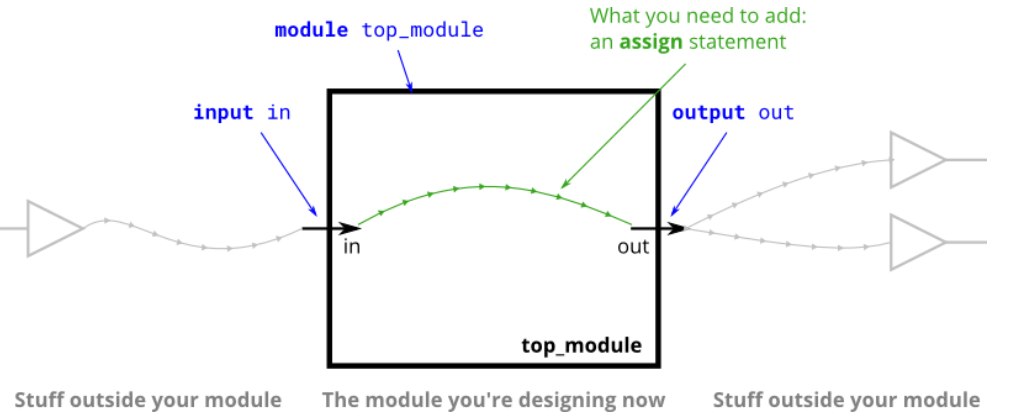 What you need to add:
an assign statement
module top_module
input in
output out
in
out
top_module
Stuff outside your module
The module you're designing now
Stuff outside your module